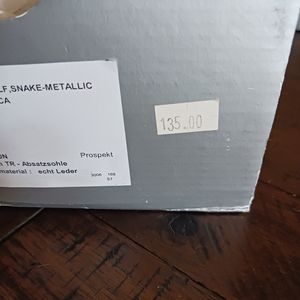 LF,SNAKE-METALLIC
CA
135.00
Prospekt
TR - Absatzsohle
material : echt Leder